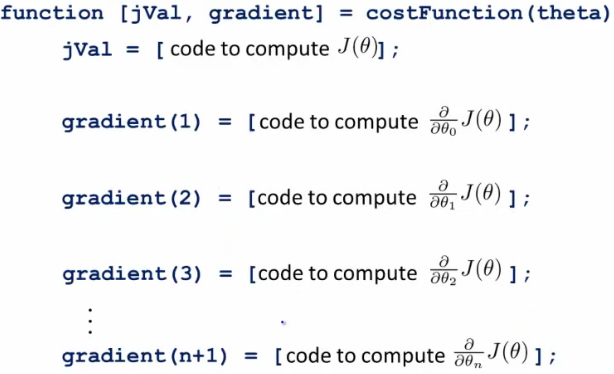 function [jVal, gradient] = costFunction(theta)
jVal = [ code to compute J(θ)] ;
gradient(1) = [code to compute ∂/∂θ₀ J(θ) ] ;
gradient(2) = [code to compute ∂/∂θ₁ J(θ) ] ;
gradient(3) = [code to compute ∂/∂θ₂ J(θ) ] ;
⋮
gradient(n+1) = [code to compute ∂/∂θₙ J(θ) ] ;